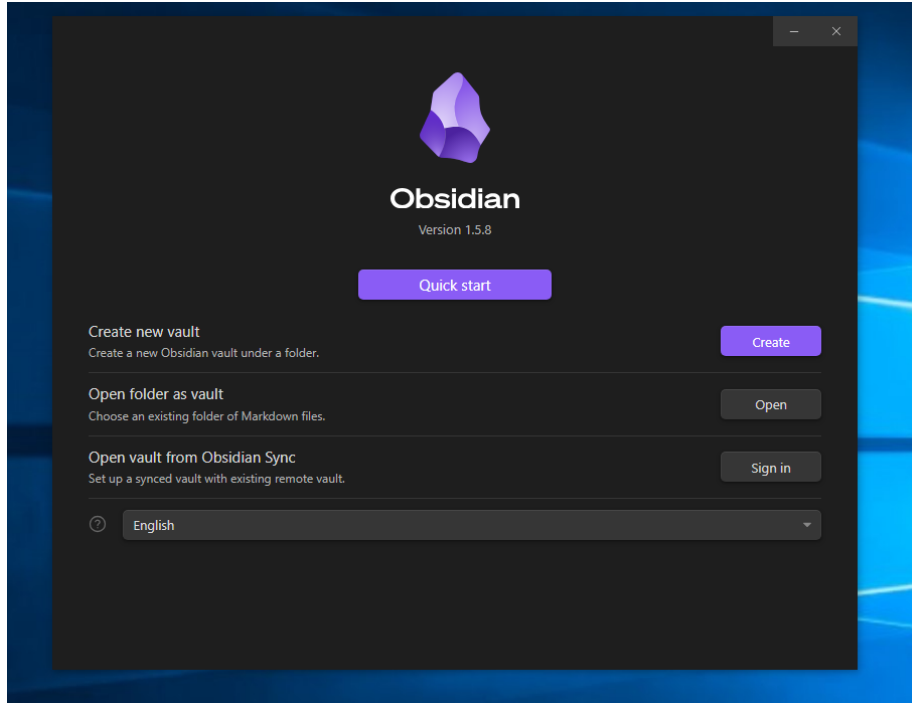 Obsidian
Version 1.5.8
Quick start
Create new vault
Create a new Obsidian vault under a folder.
Create
Open folder as vault
Choose an existing folder of Markdown files.
Open
Open vault from Obsidian Sync
Set up a synced vault with existing remote vault.
Sign in
English